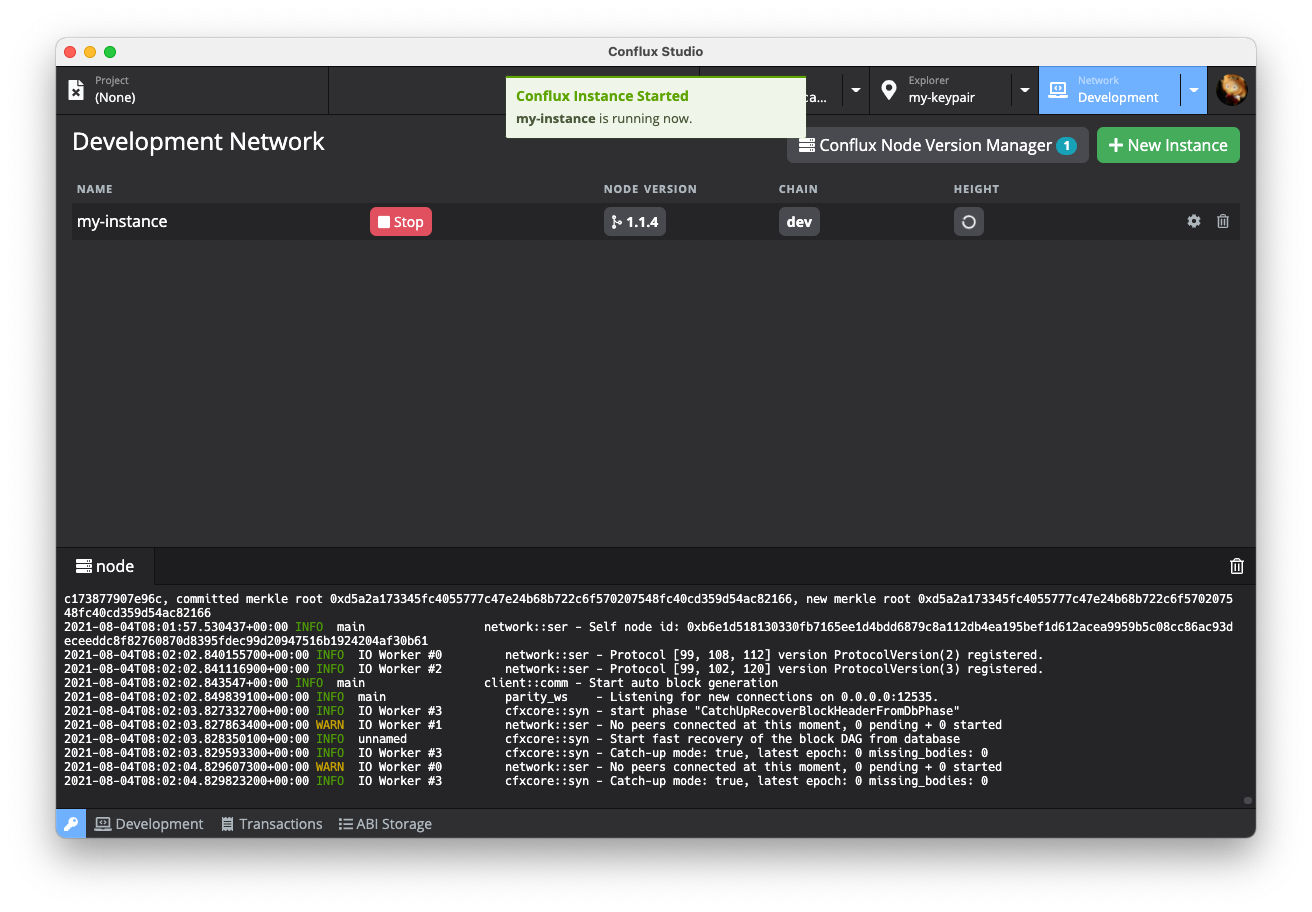 Conflux Studio
Project
(None)
Conflux Instance Started
my-instance is running now.
ca...
Explorer
my-keypair
Network
Development
Development Network
Conflux Node Version Manager 1
New Instance
NAME NODE VERSION CHAIN HEIGHT
my-instance Stop 1.1.4 dev
node
c173877907e96c, committed merkle root 0xd5a2a173345fc4055777c47e24b68b722c6f570207548fc40cd359d54ac82166, new merkle root 0xd5a2a173345fc4055777c47e24b68b722c6f5702075
48fc40cd359d54ac82166
2021-08-04T08:01:57.530437+00:00 INFO main network::ser - Self node id: 0xb6e1d518130330fb7165ee1d4bdd6879c8a112db4ea195bef1d612acea9959b5c08cc86ac93d
eceeddc8f82760870d8395fdec99d20947516b1924204af30b61
2021-08-04T08:02:02.840155700+00:00 INFO IO Worker #0 network::ser - Protocol [99, 108, 112] version ProtocolVersion(2) registered.
2021-08-04T08:02:02.841116900+00:00 INFO IO Worker #2 network::ser - Protocol [99, 102, 120] version ProtocolVersion(3) registered.
2021-08-04T08:02:02.843547+00:00 INFO main client::comm - Start auto block generation
2021-08-04T08:02:02.849839100+00:00 INFO main parity_ws - Listening for new connections on 0.0.0.0:12535.
2021-08-04T08:02:03.827332700+00:00 INFO IO Worker #3 cfxcore::syn - start phase "CatchUpRecoverBlockHeaderFromDbPhase"
2021-08-04T08:02:03.827863400+00:00 WARN IO Worker #1 network::ser - No peers connected at this moment, 0 pending + 0 started
2021-08-04T08:02:03.828350100+00:00 INFO unnamed cfxcore::syn - Start fast recovery of the block DAG from database
2021-08-04T08:02:03.829593300+00:00 INFO IO Worker #3 cfxcore::syn - Catch-up mode: true, latest epoch: 0 missing_bodies: 0
2021-08-04T08:02:04.829607300+00:00 WARN IO Worker #0 network::ser - No peers connected at this moment, 0 pending + 0 started
2021-08-04T08:02:04.829823200+00:00 INFO IO Worker #3 cfxcore::syn - Catch-up mode: true, latest epoch: 0 missing_bodies: 0
Development Transactions ABI Storage